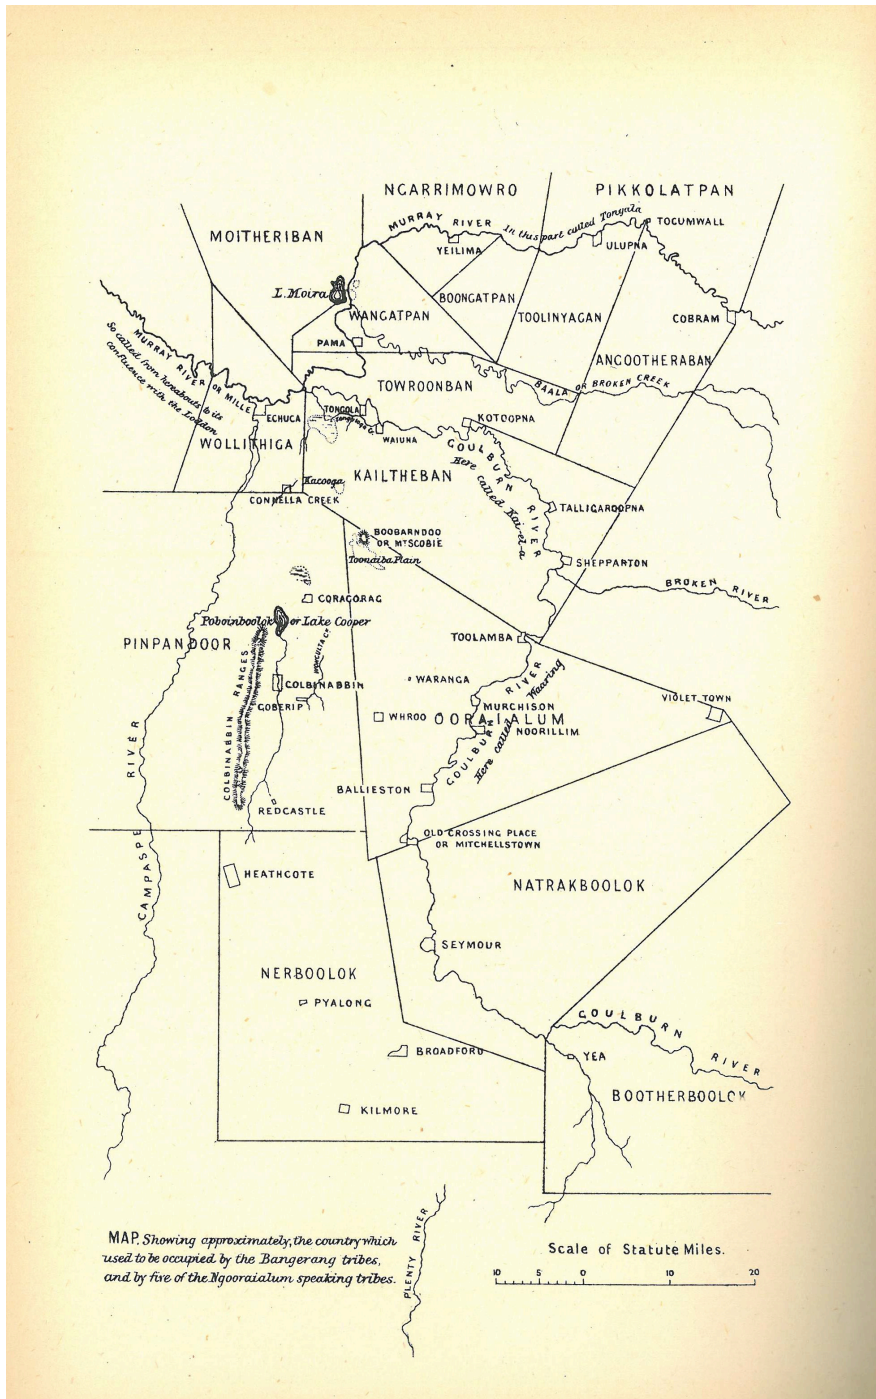 NGARRIMOWRO
PIKKOLATPAN
MOITHERIBAN
MURRAY RIVER
In this part called Tongala
TOCUMWALL
YEILIMA
ULUPNA
L. Moira
BOONGATPAN
WANGATPAN
TOOLINYAGAN
COBRAM
PAMA
ANGOOTHERABAN
MURRAY RIVER OR MILLE
So called from hereabouts to its
confluence with the Loddon
TOWROONBAN
BAALA OR BROKEN CREEK
ECHUCA
TONGOLA
KOTOOPNA
WAIUNA
WOLLITHIGA
GOULBURN RIVER
Here called Kai-el-a
KAILTHEBAN
Kacooga
CONNELLA CREEK
TALLIGAROOPNA
BOOBARNDOO
OR MT SCOBIE
Toonaiba Plain
SHEPPARTON
BROKEN RIVER
CORAGORAG
Poboinboolok or Lake Cooper
TOOLAMBA
PINPANDOOR
COLBINABBIN RANGES
WARANGA
COLBINABBIN
GOBERIP
VIOLET TOWN
MURCHISON
WHROO
OORAIALUM
NOORILLIM
GOULBURN RIVER
Here called Waaring
BALLIESTON
REDCASTLE
OLD CROSSING PLACE
OR MITCHELLSTOWN
CAMPASPE RIVER
HEATHCOTE
NATRAKBOOLOK
SEYMOUR
NERBOOLOK
PYALONG
GOULBURN RIVER
BROADFORD
YEA
BOOTHERBOOLOK
KILMORE
PLENTY RIVER
MAP. Showing approximately, the country which
used to be occupied by the Bangerang tribes,
and by five of the Ngooraialum speaking tribes.
Scale of Statute Miles.
10 5 0 10 20